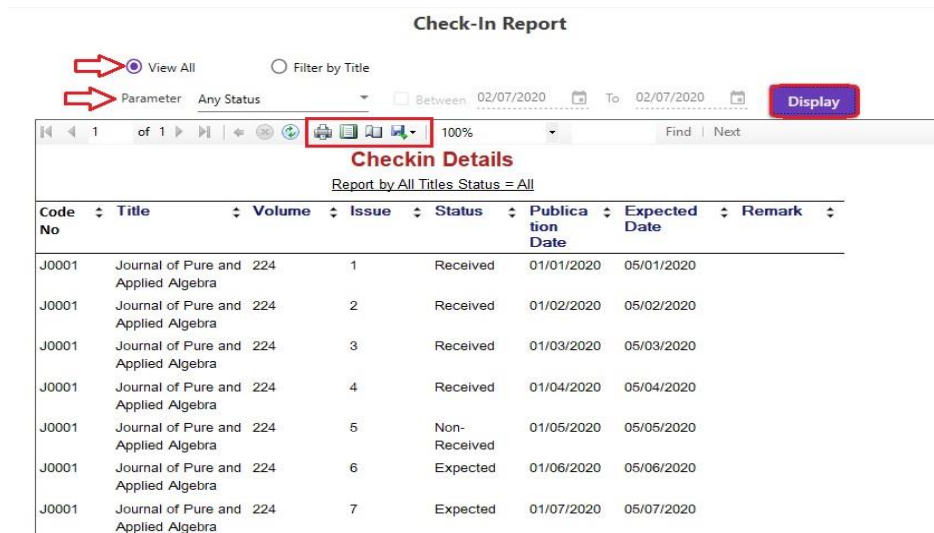 Check-In Report
View All Filter by Title
Parameter Any Status Between 02/07/2020 To 02/07/2020 Display
1 of 1 100% Find | Next
Checkin Details
Report by All Titles Status = All
Code Title Volume Issue Status Publica Expected Remark
No tion Date
Date
J0001 Journal of Pure and 224 1 Received 01/01/2020 05/01/2020
Applied Algebra
J0001 Journal of Pure and 224 2 Received 01/02/2020 05/02/2020
Applied Algebra
J0001 Journal of Pure and 224 3 Received 01/03/2020 05/03/2020
Applied Algebra
J0001 Journal of Pure and 224 4 Received 01/04/2020 05/04/2020
Applied Algebra
J0001 Journal of Pure and 224 5 Non- 01/05/2020 05/05/2020
Applied Algebra Received
J0001 Journal of Pure and 224 6 Expected 01/06/2020 05/06/2020
Applied Algebra
J0001 Journal of Pure and 224 7 Expected 01/07/2020 05/07/2020
Applied Algebra